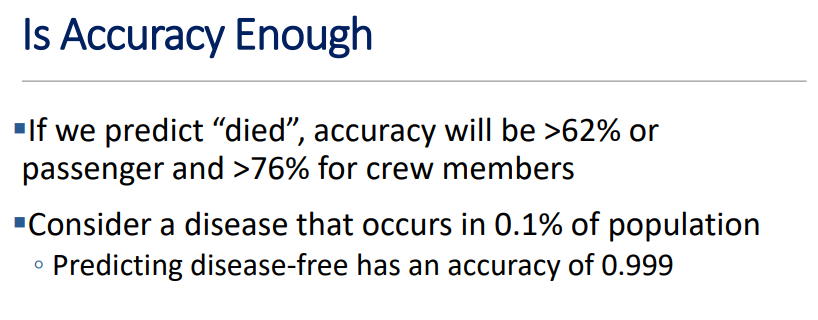 Is Accuracy Enough
▪If we predict “died”, accuracy will be >62% or
passenger and >76% for crew members
▪Consider a disease that occurs in 0.1% of population
◦ Predicting disease-free has an accuracy of 0.999